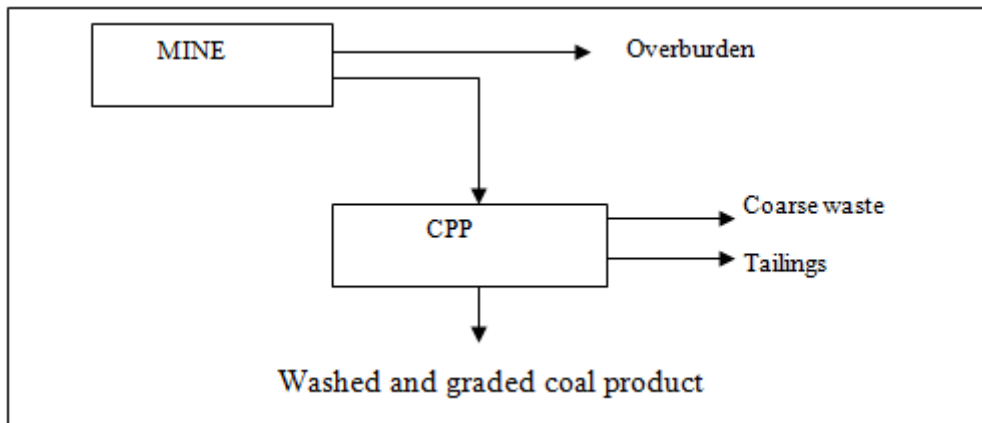 MINE
Overburden
CPP
Coarse waste
Tailings
Washed and graded coal product